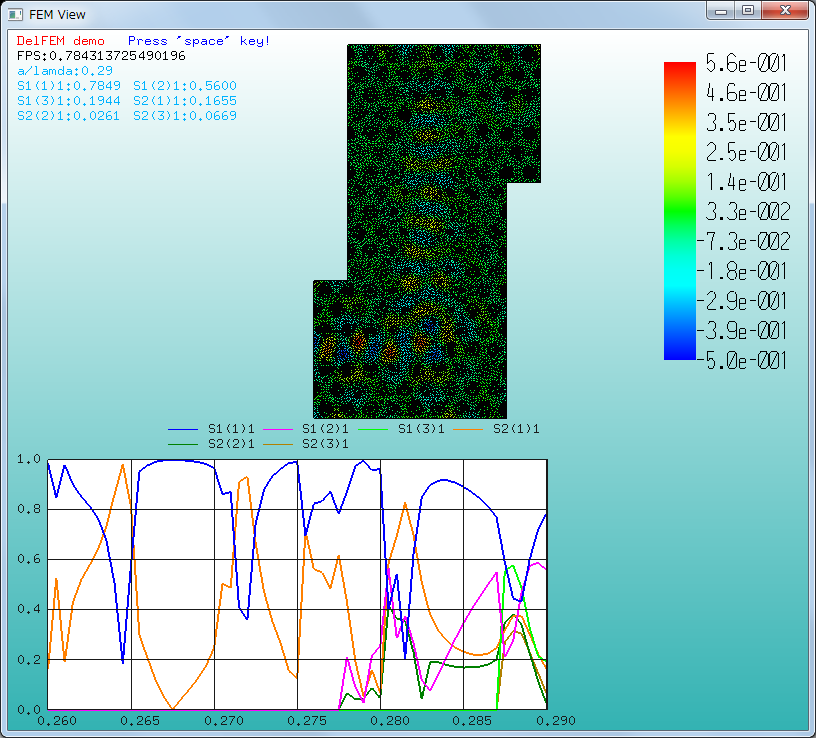 FEM View
DelFEM demo Press "space" key!
FPS:0.784313725490196
a/lamda:0.29
S1(1)1:0.7849 S1(2)1:0.5600
S1(3)1:0.1944 S2(1)1:0.1655
S2(2)1:0.0261 S2(3)1:0.0669
5.6e-001
4.6e-001
3.5e-001
2.5e-001
1.4e-001
3.3e-002
-7.3e-002
-1.8e-001
-2.9e-001
-3.9e-001
-5.0e-001
S1(1)1 S1(2)1 S1(3)1 S2(1)1
S2(2)1 S2(3)1
1.0
0.8
0.6
0.4
0.2
0.0
0.260 0.265 0.270 0.275 0.280 0.285 0.290